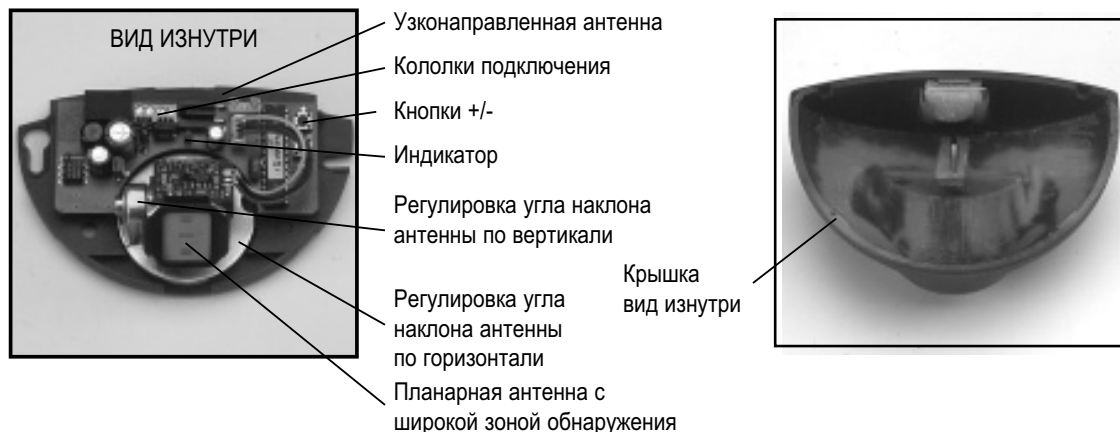 ВИД ИЗНУТРИ
Узконаправленная антенна
Кололки подключения
Кнопки +/-
Индикатор
Регулировка угла наклона
антенны по вертикали
Регулировка угла
наклона антенны
по горизонтали
Планарная антенна с
широкой зоной обнаружения
Крышка
вид изнутри